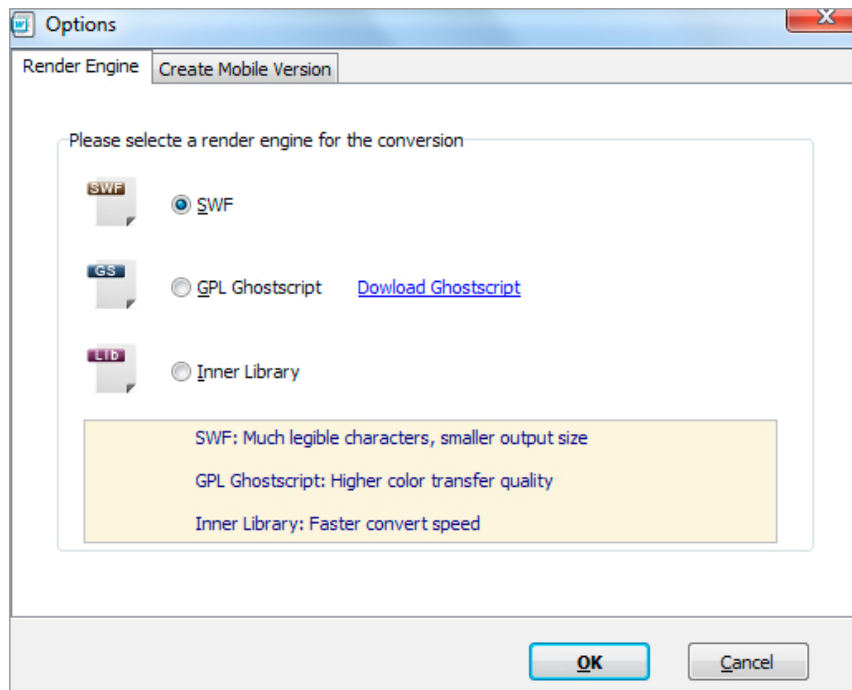 Options
Render Engine
Create Mobile Version
Please selecte a render engine for the conversion
SWF
SWF
GS
GPL Ghostscript
Dowload Ghostscript
Lib
Inner Library
SWF: Much legible characters, smaller output size
GPL Ghostscript: Higher color transfer quality
Inner Library: Faster convert speed
OK
Cancel